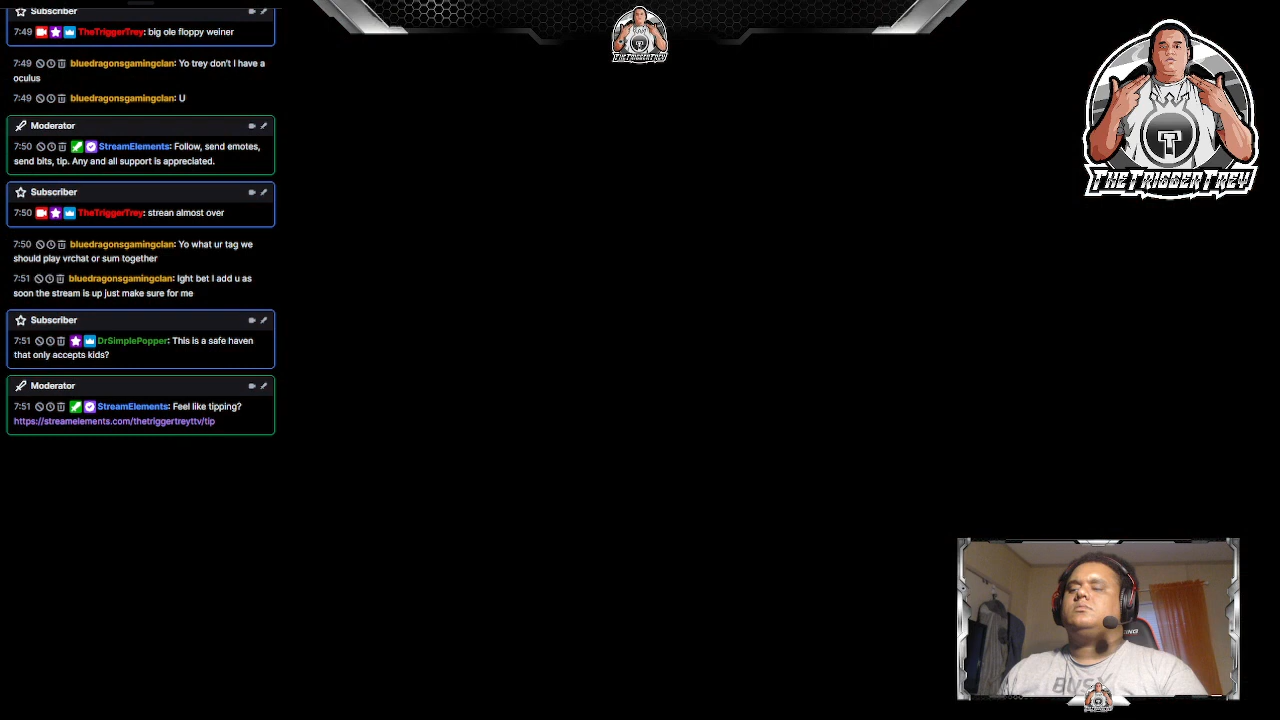 Subscriber
7:49 TheTriggerTrey: big ole floppy weiner
7:49 bluedragonsgamingclan: Yo trey don't I have a
oculus
7:49 bluedragonsgamingclan: U
Moderator
7:50 StreamElements: Follow, send emotes,
send bits, tip. Any and all support is appreciated.
Subscriber
7:50 TheTriggerTrey: strean almost over
7:50 bluedragonsgamingclan: Yo what ur tag we
should play vrchat or sum together
7:51 bluedragonsgamingclan: Ight bet I add u as
soon the stream is up just make sure for me
Subscriber
7:51 DrSimplePopper: This is a safe haven
that only accepts kids?
Moderator
7:51 StreamElements: Feel like tipping?
https://streamelements.com/thetriggertreyttv/tip
THETRIGGERTREY
T
THETRIGGERTREY
BUSY